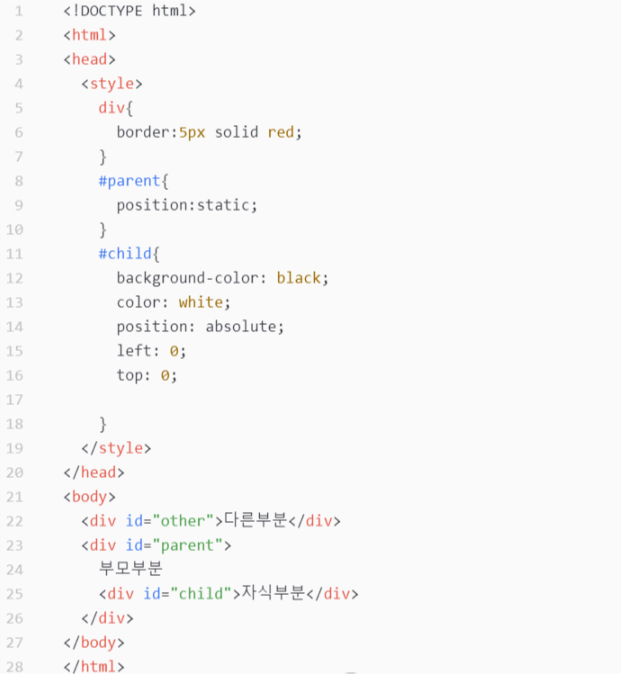 1 <!DOCTYPE html>
2 <html>
3 <head>
4 <style>
5 div{
6 border:5px solid red;
7 }
8 #parent{
9 position:static;
10 }
11 #child{
12 background-color: black;
13 color: white;
14 position: absolute;
15 left: 0;
16 top: 0;
17
18 }
19 </style>
20 </head>
21 <body>
22 <div id="other">다른부분</div>
23 <div id="parent">
24 부모부분
25 <div id="child">자식부분</div>
26 </div>
27 </body>
28 </html>